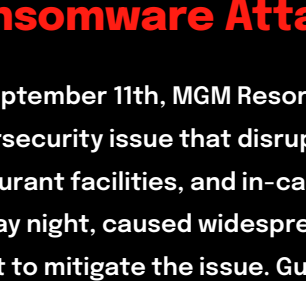 nsomware Atta
ptember 11th, MGM Resor
rsecurity issue that disrup
urant facilities, and in-ca
ay night, caused widespre
t to mitigate the issue. Gu